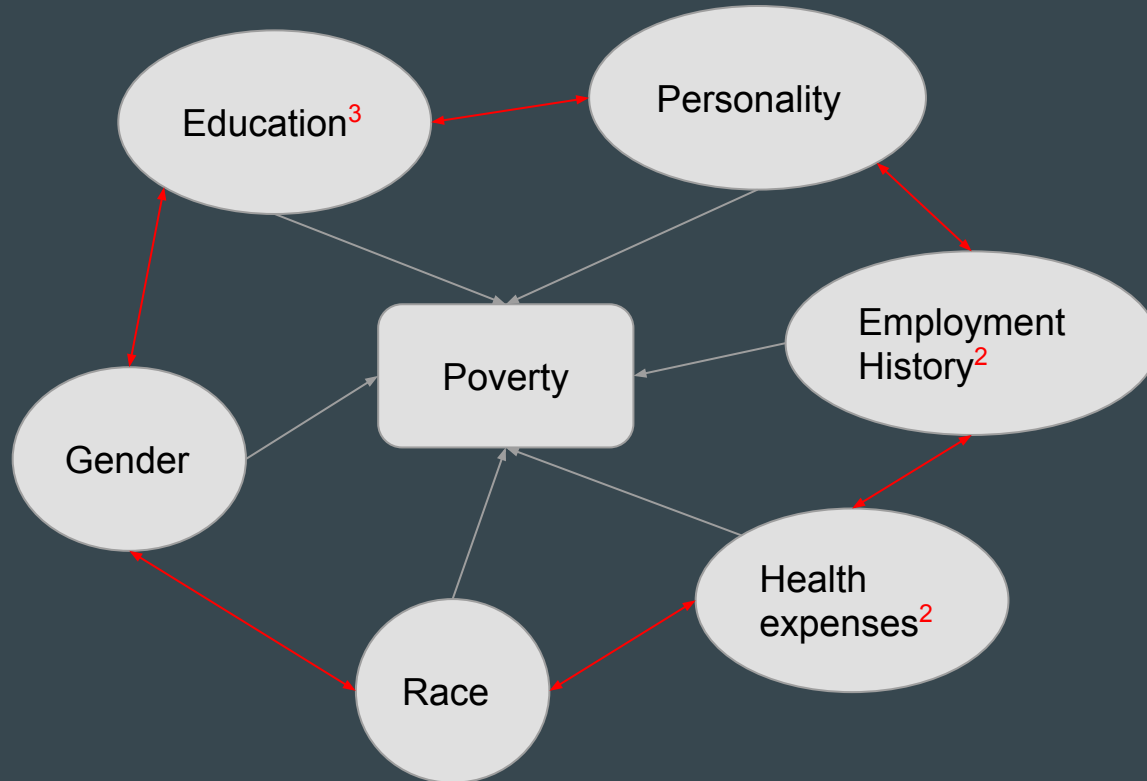 Education³
Personality
Employment
History²
Poverty
Gender
Health
expenses²
Race